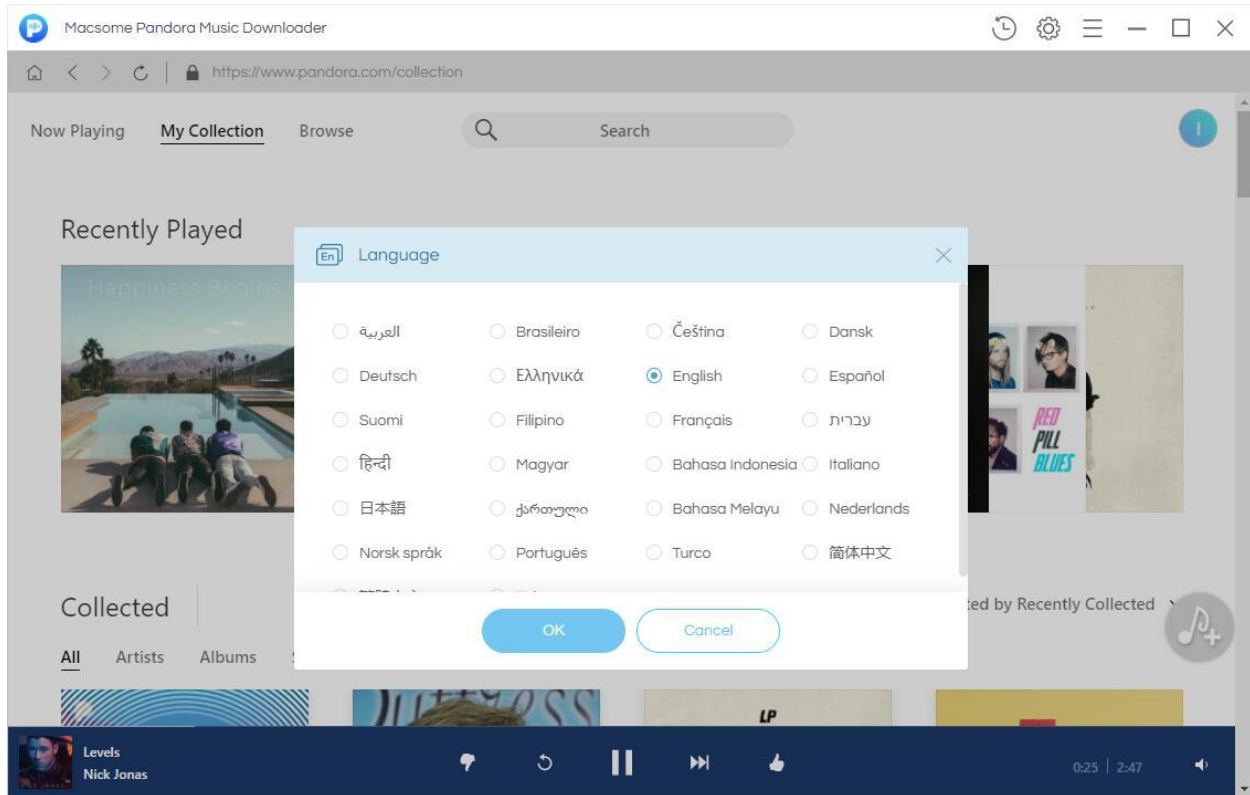 Macsome Pandora Music Downloader
https://www.pandora.com/collection
Now Playing My Collection Browse Search
Recently Played
Happiness Begins
En Language
العربية Brasileiro Čeština Dansk
Deutsch Ελληνικά English Español
Suomi Filipino Français עברית
हिन्दी Magyar Bahasa Indonesia Italiano
日本語 ქართული Bahasa Melayu Nederlands
Norsk språk Português Turco 简体中文
RED
PILL
BLUES
OK Cancel
Collected
by Recently Collected
All Artists Albums
LP
Levels
Nick Jonas
0:25 2:47